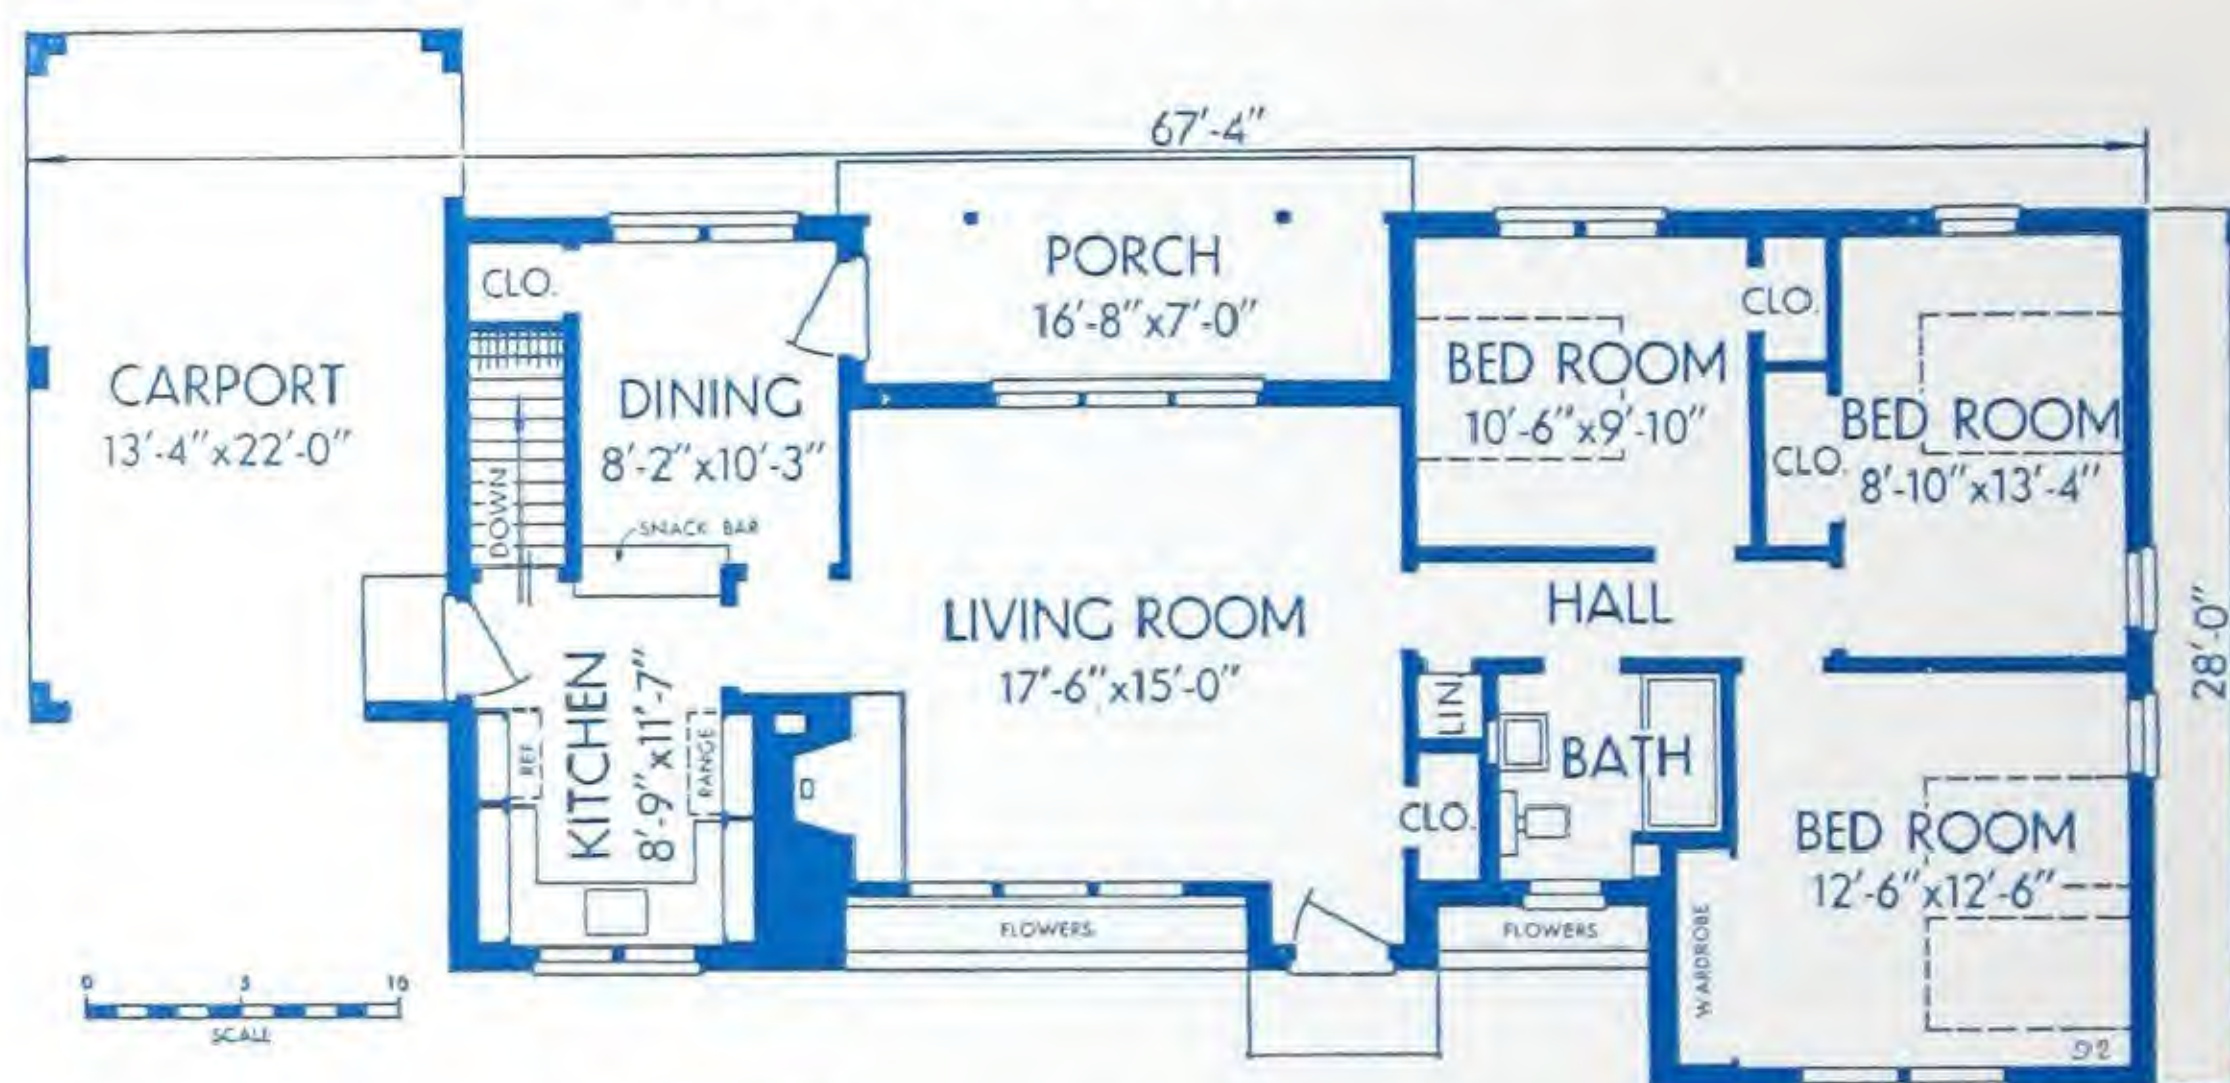 67'-4"
PORCH
16'-8"x7'-0"
CLO.
CLO.
CARPORT
13'-4"x22'-0"
DINING
8'-2"x10'-3"
BED ROOM
10'-6"x9'-10"
BED ROOM
8'-10"x13'-4"
CLO.
DOWN
SNACK BAR
LIVING ROOM
17'-6"x15'-0"
HALL
28'-0"
KITCHEN
8'-9"x11'-7"
REF.
RANGE
LIN
BATH
CLO.
BED ROOM
12'-6"x12'-6"
WARDROBE
FLOWERS
FLOWERS
0 5 10
SCALE